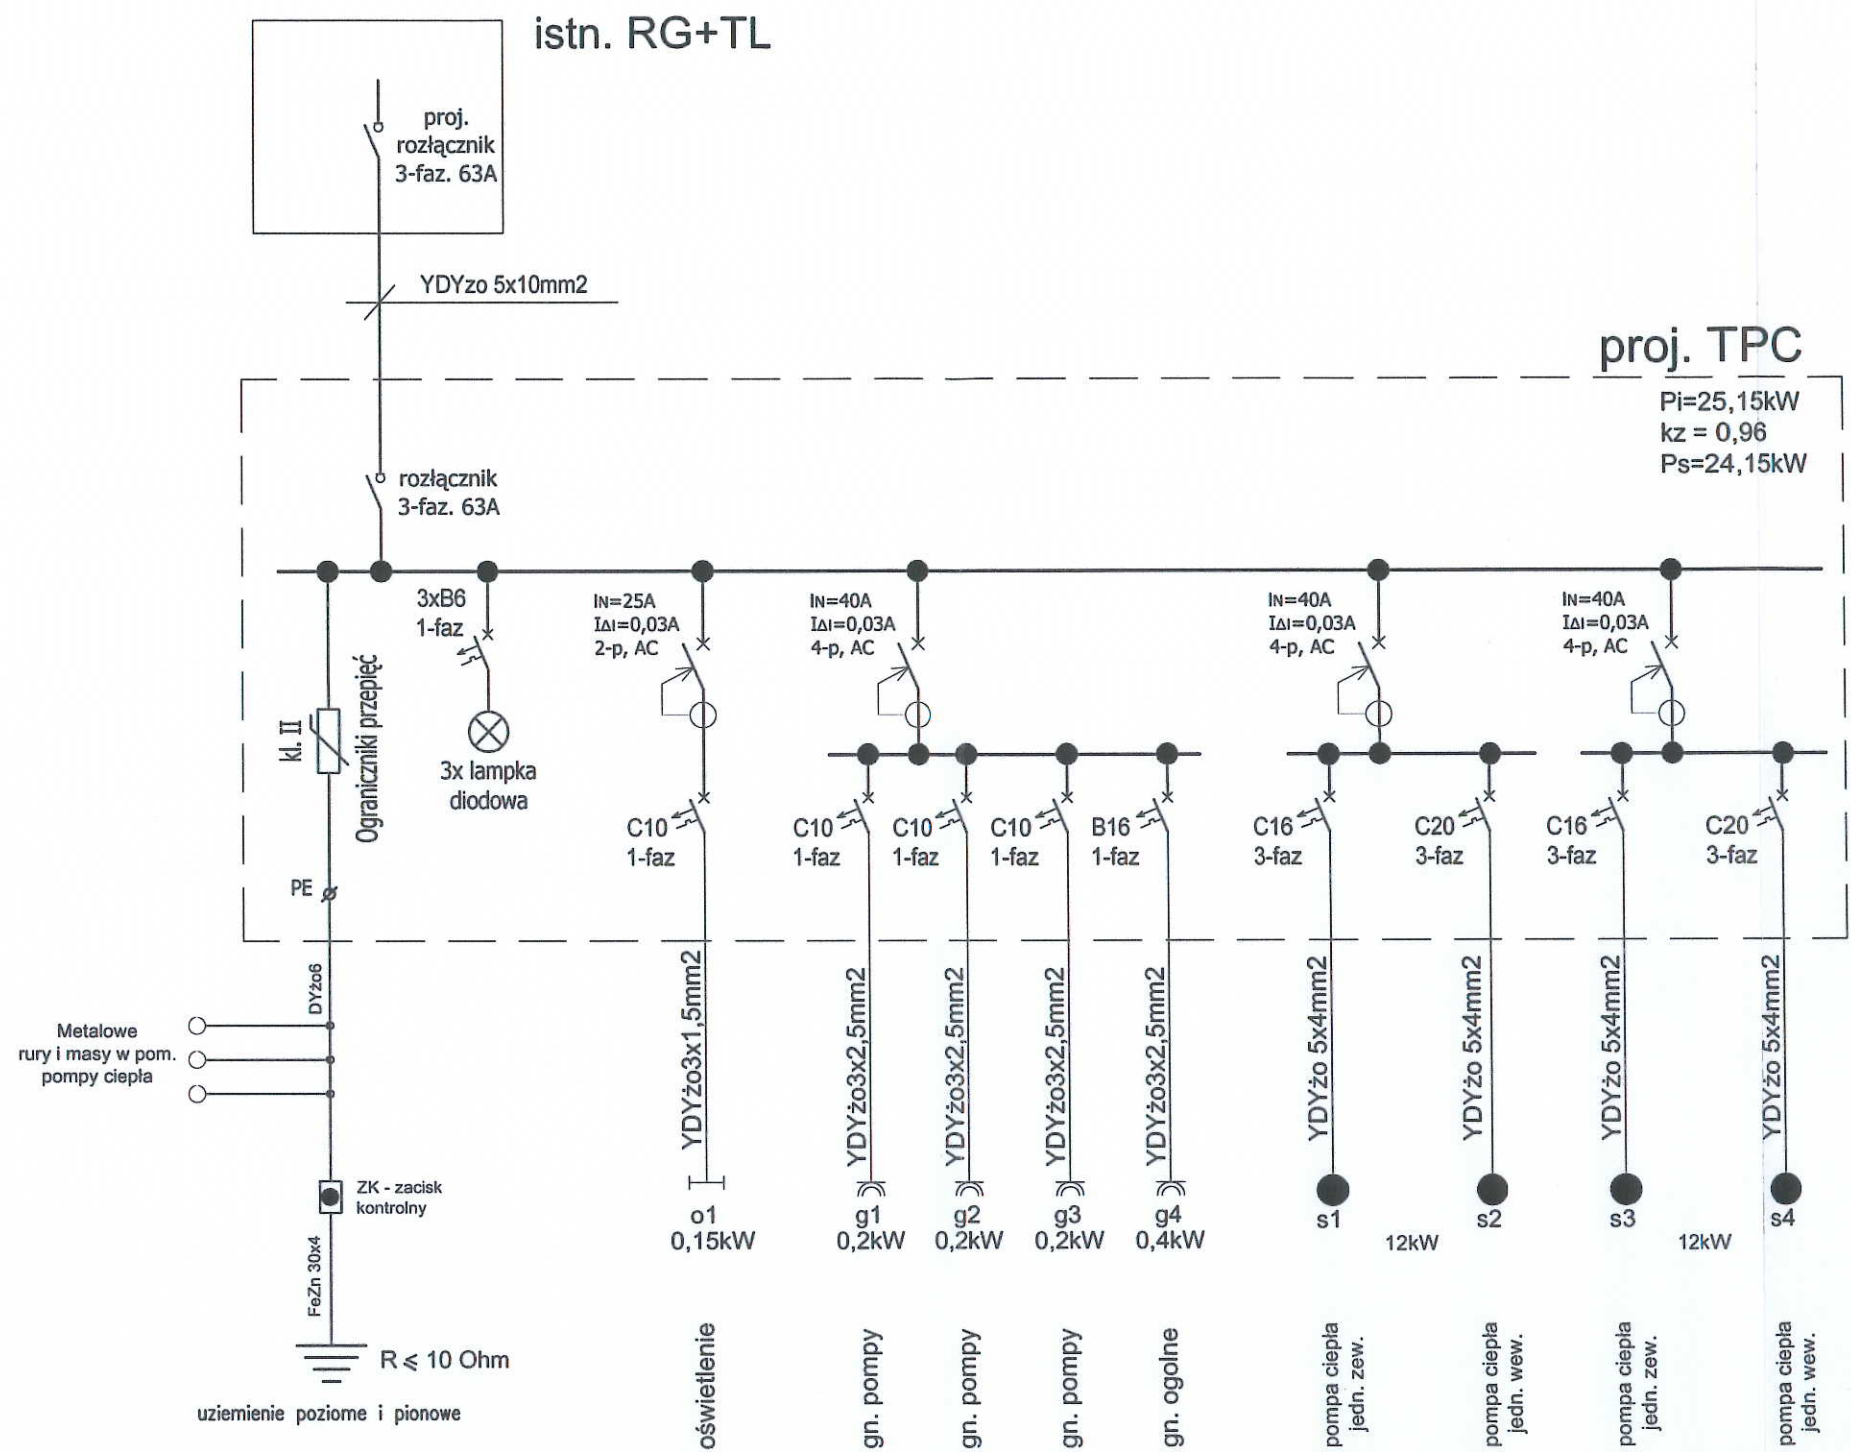 istn. RG+TL
proj.
rozłącznik
3-faz. 63A
YDYzo 5x10mm2
proj. TPC
Pi=25,15kW
kz = 0,96
Ps=24,15kW
rozłącznik
3-faz. 63A
3xB6
1-faz
IN=25A
IΔI=0,03A
2-p, AC
IN=40A
IΔI=0,03A
4-p, AC
IN=40A
IΔI=0,03A
4-p, AC
IN=40A
IΔI=0,03A
4-p, AC
kl. II
Ograniczniki przepięć
3x lampka
diodowa
C10
1-faz
C10
1-faz
C10
1-faz
C10
1-faz
B16
1-faz
C16
3-faz
C20
3-faz
C16
3-faz
C20
3-faz
PE
DYżo6
YDYżo3x1,5mm2
YDYżo3x2,5mm2
YDYżo3x2,5mm2
YDYżo3x2,5mm2
YDYżo3x2,5mm2
YDYżo 5x4mm2
YDYżo 5x4mm2
YDYżo 5x4mm2
YDYżo 5x4mm2
Metalowe
rury i masy w pom.
pompy ciepła
ZK - zacisk
kontrolny
FeZn 30x4
o1
0,15kW
g1
0,2kW
g2
0,2kW
g3
0,2kW
g4
0,4kW
s1
12kW
s2
s3
12kW
s4
R ⩽ 10 Ohm
uziemienie poziome i pionowe
oświetlenie
gn. pompy
gn. pompy
gn. pompy
gn. ogolne
pompa ciepła
jedn. zew.
pompa ciepła
jedn. wew.
pompa ciepła
jedn. zew.
pompa ciepła
jedn. wew.